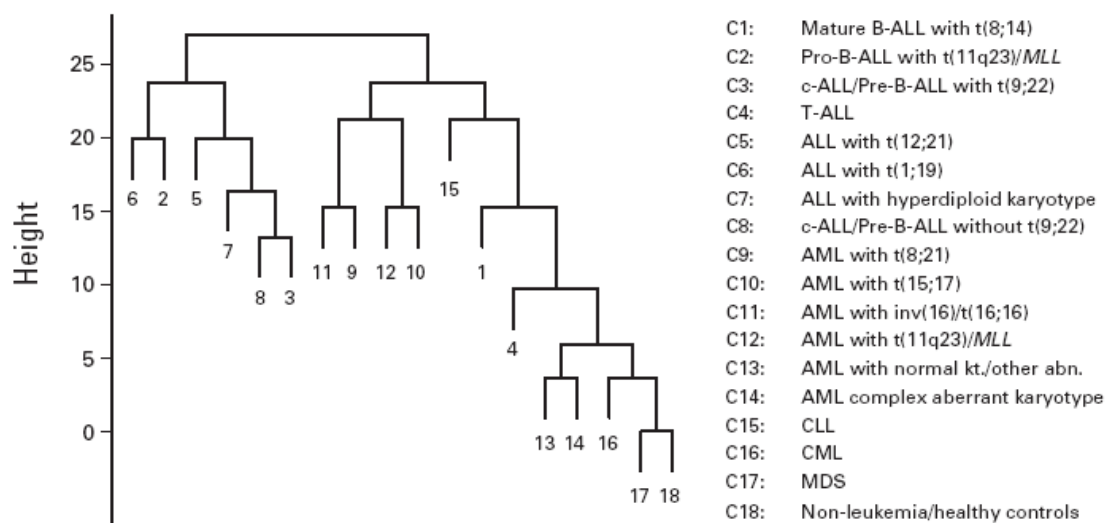 25
20
15
10
5
0
Height
6 2 5
7
8 3
11 9 12 10
15
1
4
13 14 16
17 18
C1: Mature B-ALL with t(8;14)
C2: Pro-B-ALL with t(11q23)/MLL
C3: c-ALL/Pre-B-ALL with t(9;22)
C4: T-ALL
C5: ALL with t(12;21)
C6: ALL with t(1;19)
C7: ALL with hyperdiploid karyotype
C8: c-ALL/Pre-B-ALL without t(9;22)
C9: AML with t(8;21)
C10: AML with t(15;17)
C11: AML with inv(16)/t(16;16)
C12: AML with t(11q23)/MLL
C13: AML with normal kt./other abn.
C14: AML complex aberrant karyotype
C15: CLL
C16: CML
C17: MDS
C18: Non-leukemia/healthy controls